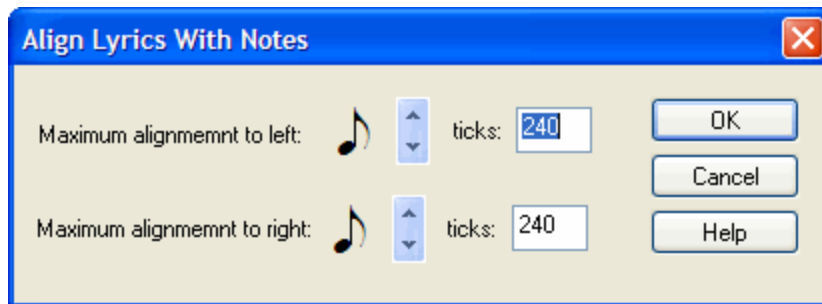 Align Lyrics With Notes
Maximum alignmemnt to left: ticks: 240 OK
Cancel
Maximum alignmemnt to right: ticks: 240 Help